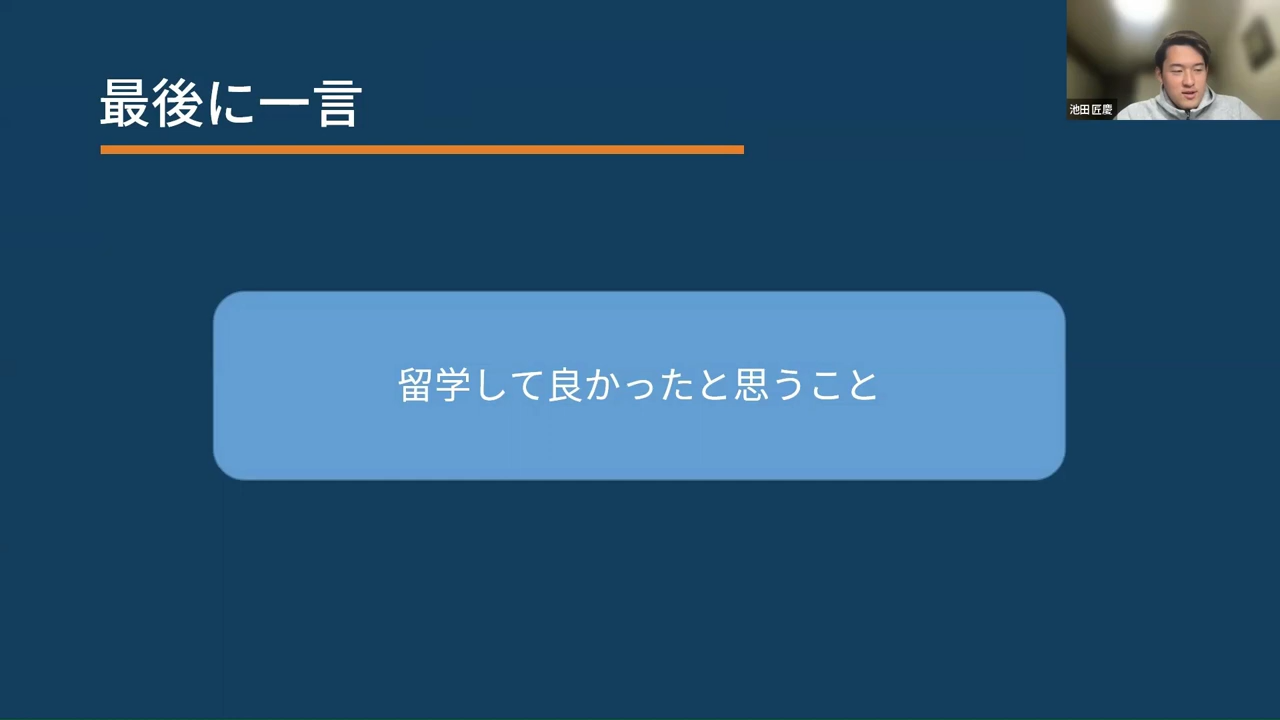 最後に一言
池田 匠慶
留学して良かったと思うこと